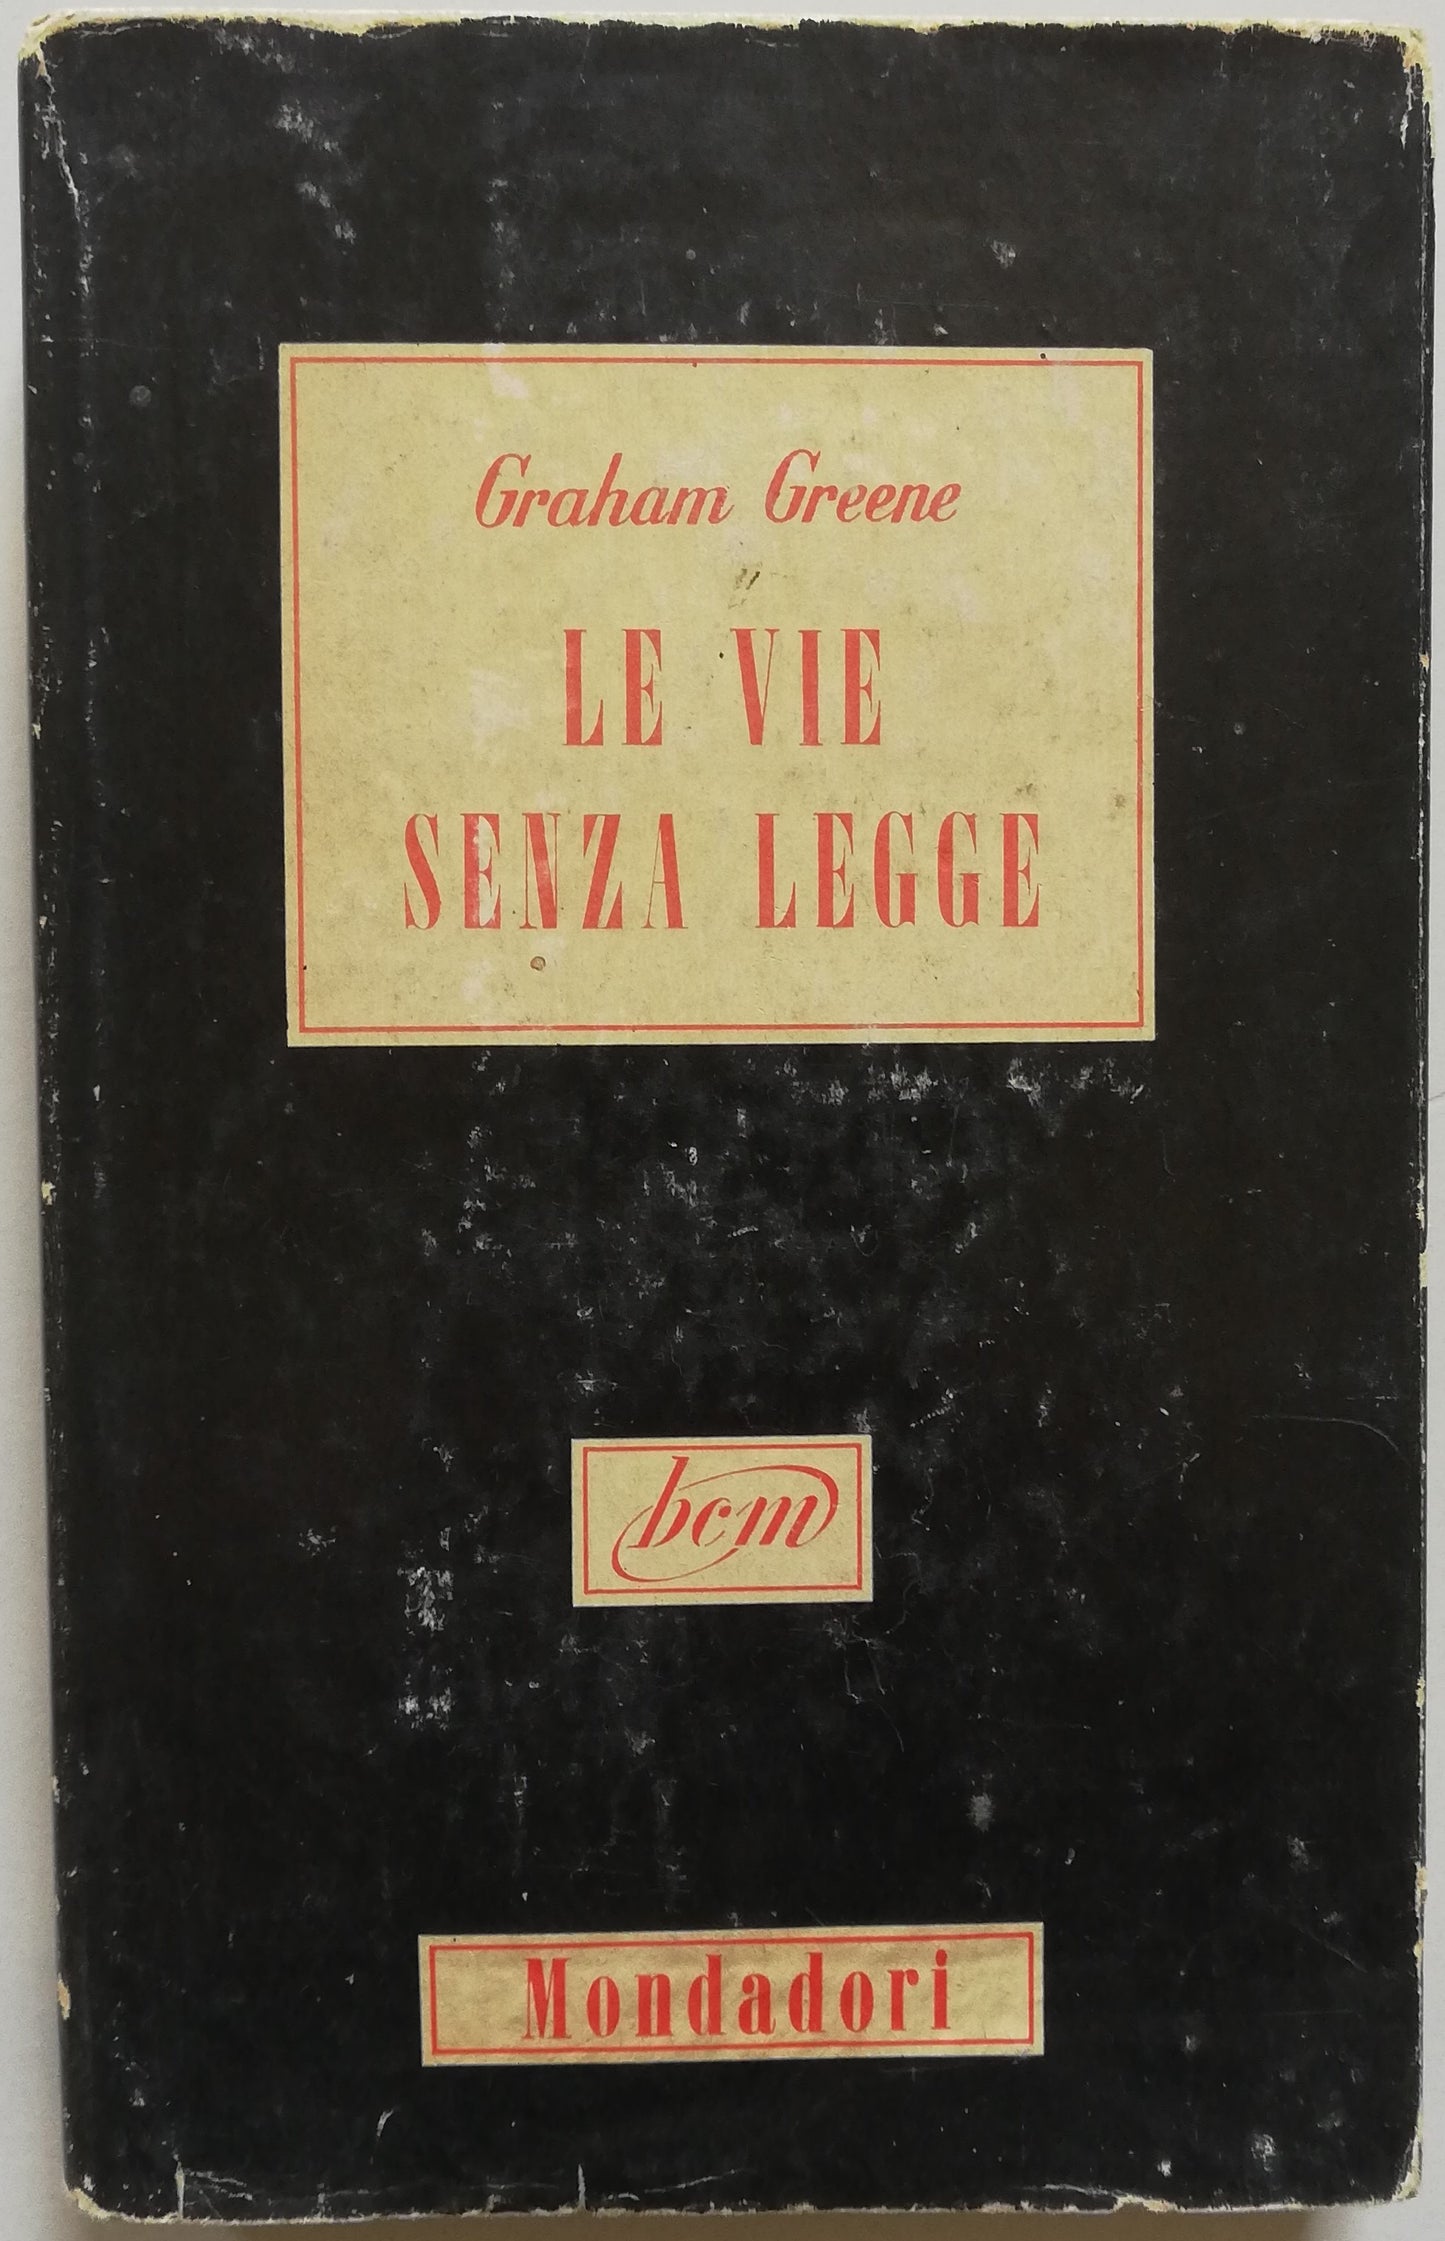 Graham Greene
LE VIE
SENZA LEGGE
bcm
Mondadori